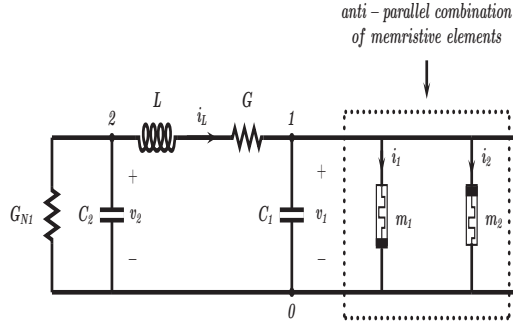 anti – parallel combination
of memristive elements
2 L i_L G 1
i_1 i_2
+ +
G_N1 C_2 v_2 C_1 v_1 m_1 m_2
– –
0